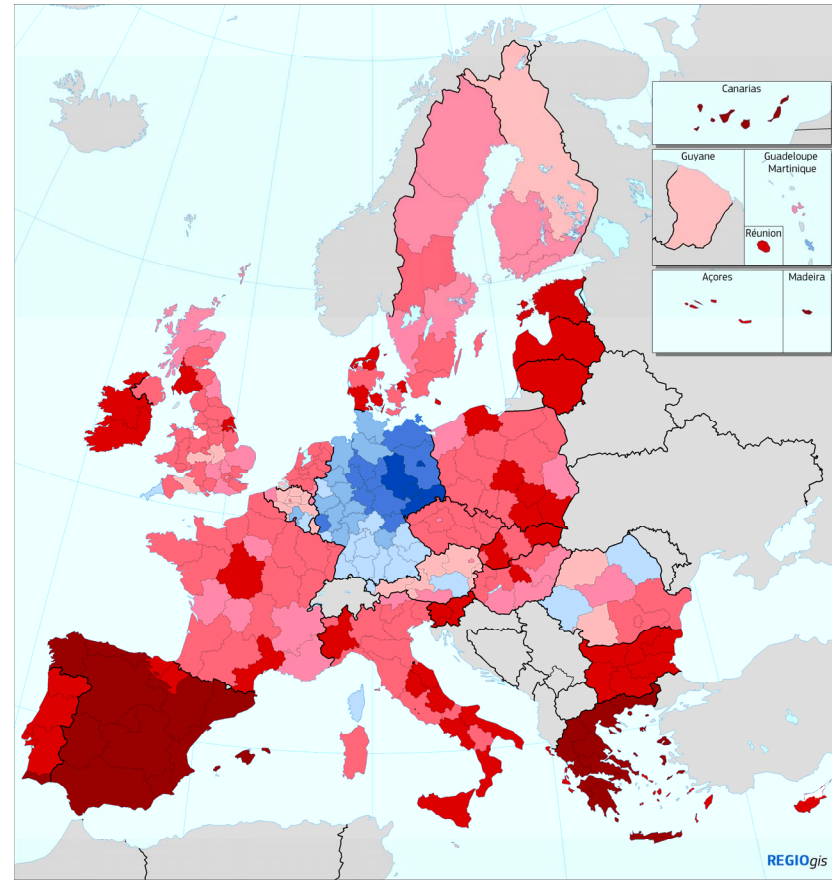 Canarias
Guyane
Guadeloupe
Martinique
Réunion
Açores
Madeira
REGIOgis